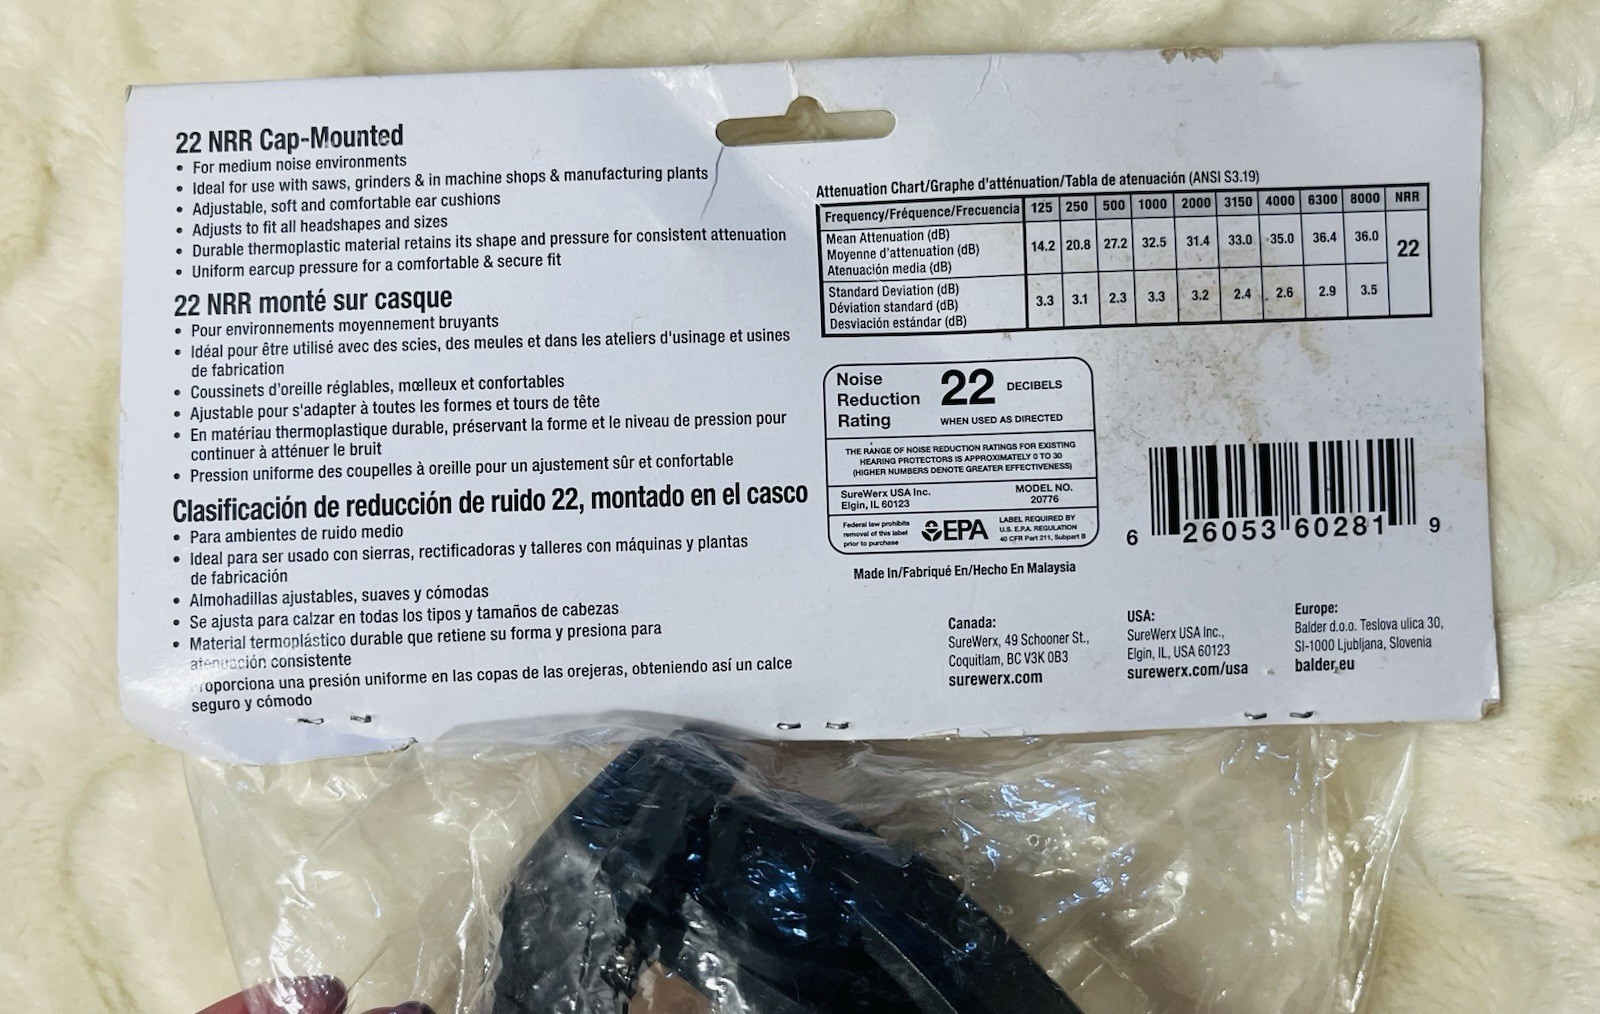 22 NRR Cap-Mounted
• For medium noise environments
• Ideal for use with saws, grinders & in machine shops & manufacturing plants
• Adjustable, soft and comfortable ear cushions
• Adjusts to fit all headshapes and sizes
• Durable thermoplastic material retains its shape and pressure for consistent attenuation
• Uniform earcup pressure for a comfortable & secure fit
22 NRR monté sur casque
• Pour environnements moyennement bruyants
• Idéal pour être utilisé avec des scies, des meules et dans les ateliers d'usinage et usines
de fabrication
• Coussinets d'oreille réglables, mœlleux et confortables
• Ajustable pour s'adapter à toutes les formes et tours de tête
• En matériau thermoplastique durable, préservant la forme et le niveau de pression pour
continuer à atténuer le bruit
• Pression uniforme des coupelles à oreille pour un ajustement sûr et confortable
Clasificación de reducción de ruido 22, montado en el casco
• Para ambientes de ruido medio
• Ideal para ser usado con sierras, rectificadoras y talleres con máquinas y plantas
de fabricación
• Almohadillas ajustables, suaves y cómodas
• Se ajusta para calzar en todas los tipos y tamaños de cabezas
• Material termoplástico durable que retiene su forma y presiona para
atenuación consistente
roporciona una presión uniforme en las copas de las orejeras, obteniendo así un calce
seguro y cómodo
Attenuation Chart/Graphe d'atténuation/Tabla de atenuación (ANSI S3.19)
Frequency/Fréquence/Frecuencia 125 250 500 1000 2000 3150 4000 6300 8000 NRR
Mean Attenuation (dB)
Moyenne d'attenuation (dB) 14.2 20.8 27.2 32.5 31.4 33.0 35.0 36.4 36.0 22
Atenuación media (dB)
Standard Deviation (dB)
Déviation standard (dB) 3.3 3.1 2.3 3.3 3.2 2.4 2.6 2.9 3.5
Desviación estándar (dB)
Noise
Reduction
Rating
22 DECIBELS
WHEN USED AS DIRECTED
THE RANGE OF NOISE REDUCTION RATINGS FOR EXISTING
HEARING PROTECTORS IS APPROXIMATELY 0 TO 30
(HIGHER NUMBERS DENOTE GREATER EFFECTIVENESS)
SureWerx USA Inc.
Elgin, IL 60123
MODEL NO.
20776
Federal law prohibits
removal of this label
prior to purchase
EPA
LABEL REQUIRED BY
U.S. E.P.A. REGULATION
40 CFR Part 211, Subpart B
Made In/Fabriqué En/Hecho En Malaysia
6 26053 60281 9
Canada:
SureWerx, 49 Schooner St.,
Coquitlam, BC V3K 0B3
surewerx.com
USA:
SureWerx USA Inc.,
Elgin, IL, USA 60123
surewerx.com/usa
Europe:
Balder d.o.o. Teslova ulica 30,
SI-1000 Ljubljana, Slovenia
balder.eu